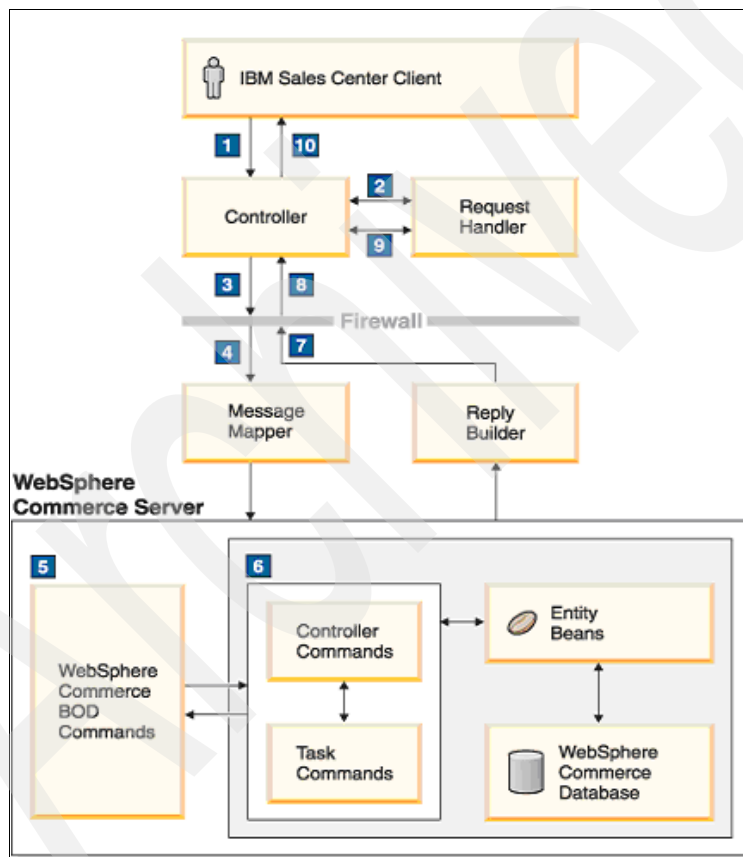 IBM Sales Center Client
1
10
Controller
2
9
Request
Handler
3
8
Firewall
4
7
Message
Mapper
Reply
Builder
WebSphere
Commerce Server
5
6
WebSphere
Commerce
BOD
Commands
Controller
Commands
Task
Commands
Entity
Beans
WebSphere
Commerce
Database
Archived